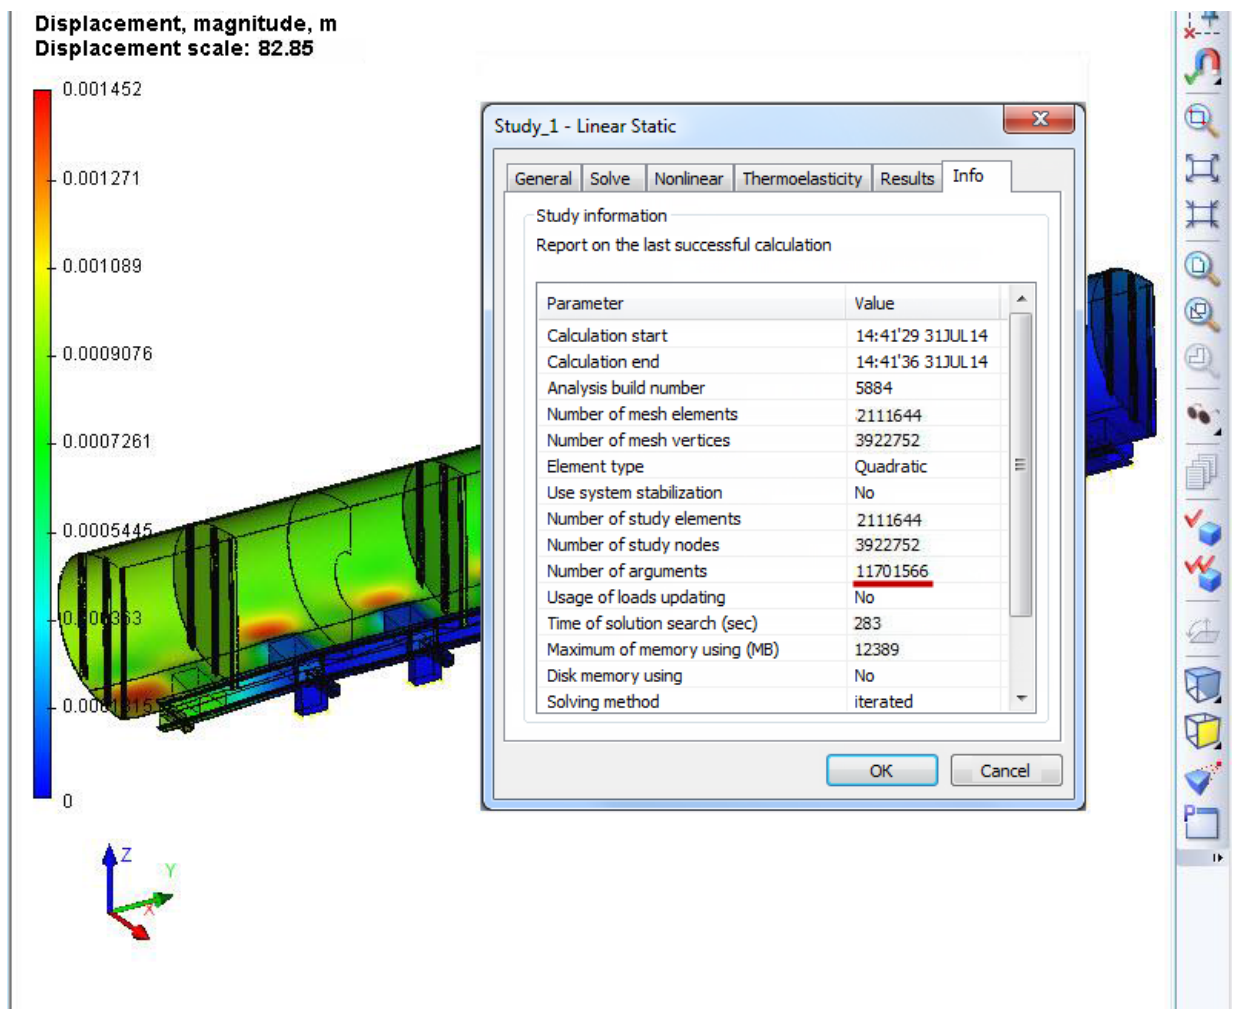 Displacement, magnitude, m
Displacement scale: 82.85
0.001452
0.001271
0.001089
0.0009076
0.0007261
0.0005445
0.000363
0
Z
Y
X
Study_1 - Linear Static
General Solve Nonlinear Thermoelasticity Results Info
Study information
Report on the last successful calculation
Parameter Value
Calculation start 14:41'29 31JUL14
Calculation end 14:41'36 31JUL14
Analysis build number 5884
Number of mesh elements 2111644
Number of mesh vertices 3922752
Element type Quadratic
Use system stabilization No
Number of study elements 2111644
Number of study nodes 3922752
Number of arguments 11701566
Usage of loads updating No
Time of solution search (sec) 283
Maximum of memory using (MB) 12389
Disk memory using No
Solving method iterated
OK Cancel
P